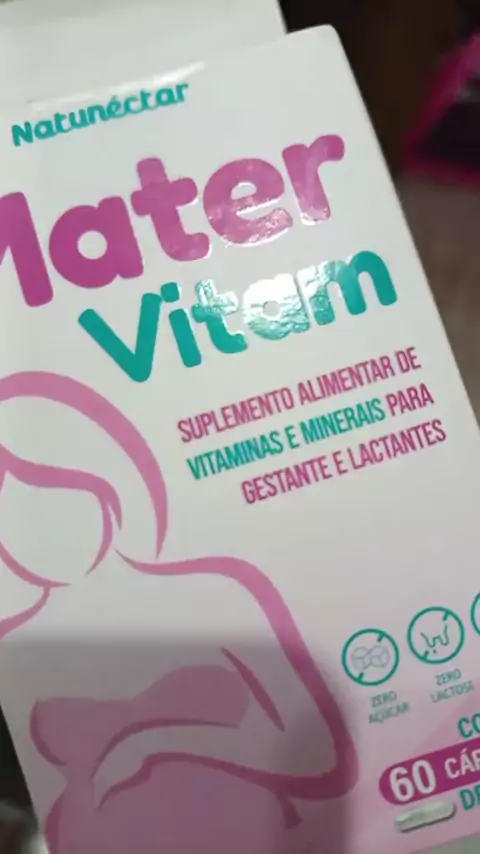 Natunéctar
Mater
Vitam
SUPLEMENTO ALIMENTAR DE
VITAMINAS E MINERAIS PARA
GESTANTE E LACTANTES
ZERO
AÇÚCAR
ZERO
LACTOSE
60